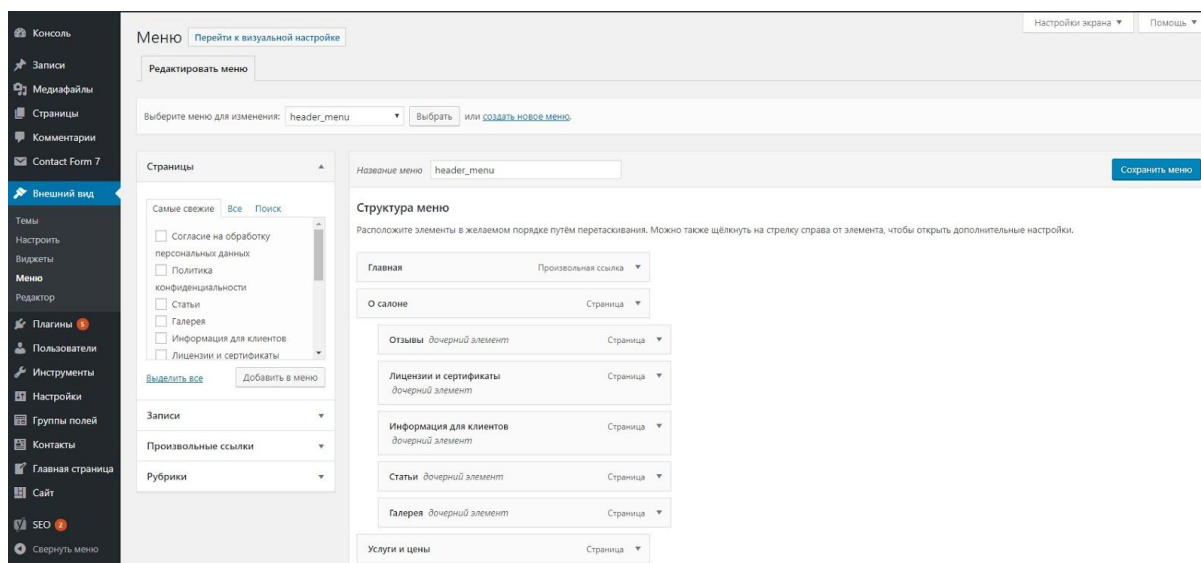 Консоль
Записи
Медиафайлы
Страницы
Комментарии
Contact Form 7
Внешний вид
Темы
Настроить
Виджеты
Меню
Редактор
Плагины 5
Пользователи
Инструменты
Настройки
Группы полей
Контакты
Главная страница
Сайт
SEO 2
Свернуть меню
Настройки экрана ▼ Помощь ▼
Меню Перейти к визуальной настройке
Редактировать меню
Выберите меню для изменения: header_menu ▼ Выбрать или создать новое меню.
Страницы
Самые свежие Все Поиск
Согласие на обработку
персональных данных
Политика
конфиденциальности
Статьи
Галерея
Информация для клиентов
Лицензии и сертификаты
Выделить все Добавить в меню
Записи
Произвольные ссылки
Рубрики
Название меню header_menu Сохранить меню
Структура меню
Расположите элементы в желаемом порядке путём перетаскивания. Можно также щёлкнуть на стрелку справа от элемента, чтобы открыть дополнительные настройки.
Главная Произвольная ссылка ▼
О салоне Страница ▼
Отзывы дочерний элемент Страница ▼
Лицензии и сертификаты Страница ▼
дочерний элемент
Информация для клиентов Страница ▼
дочерний элемент
Статьи дочерний элемент Страница ▼
Галерея дочерний элемент Страница ▼
Услуги и цены Страница ▼